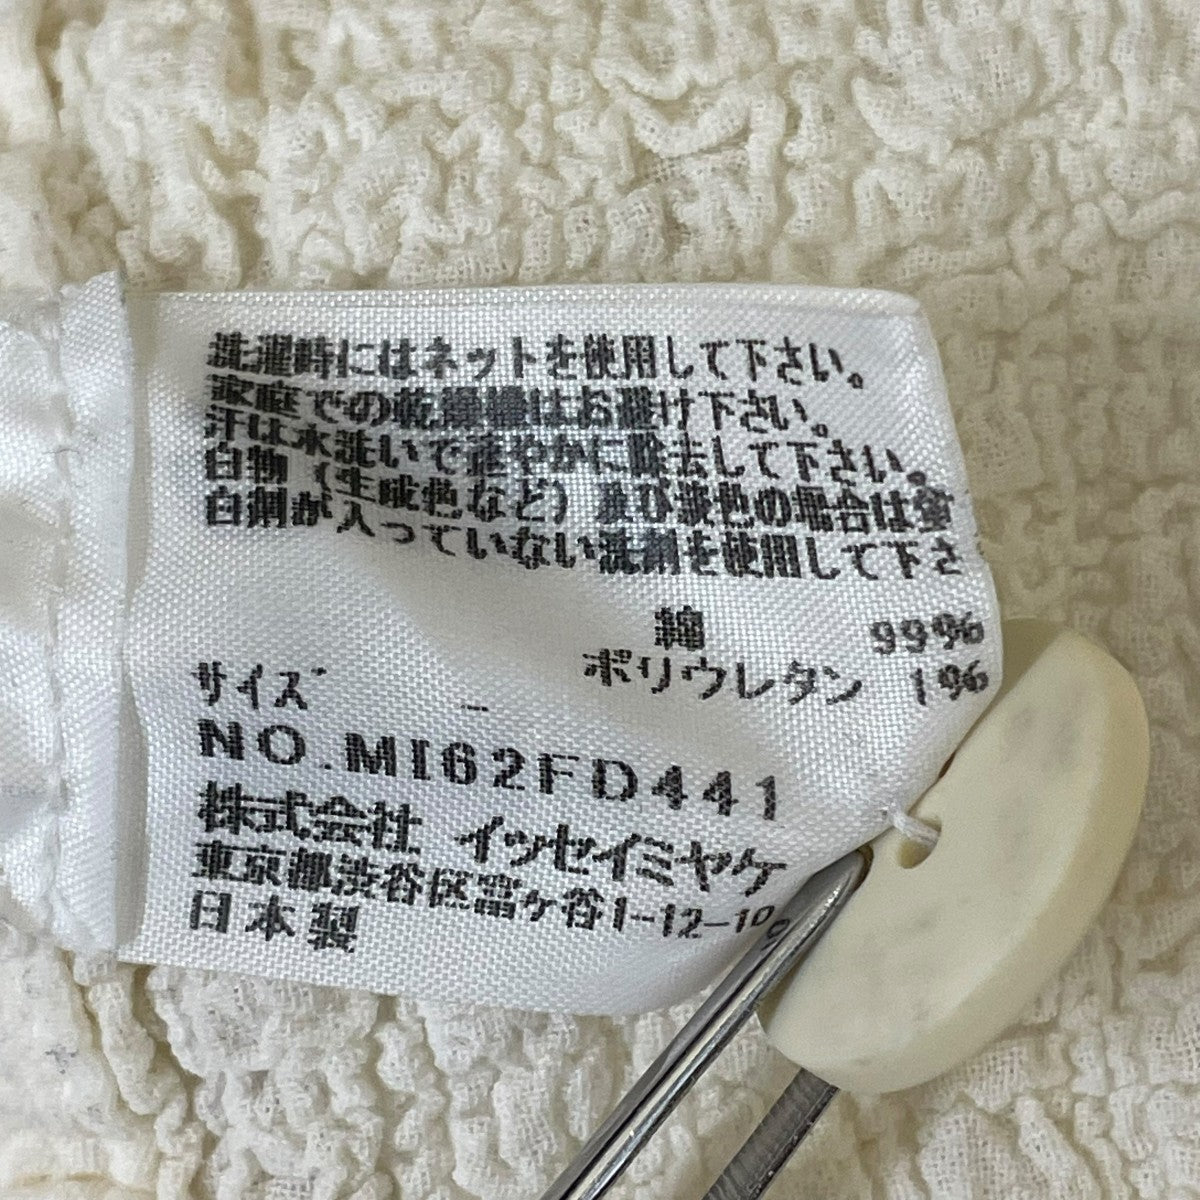 洗濯時にはネットを使用して下さい。
家庭での乾燥機はお避け下さい。
汗は水洗いで速やかに除去して下さい。
白物(生成色など)及び淡色の場合は蛍
白剤が入っていない洗剤を使用して下さ
綿 99%
ポリウレタン 1%
サイズ -
NO.MI62FD441
株式会社 イッセイミヤケ
東京都渋谷区富ヶ谷1-12-10
日本製